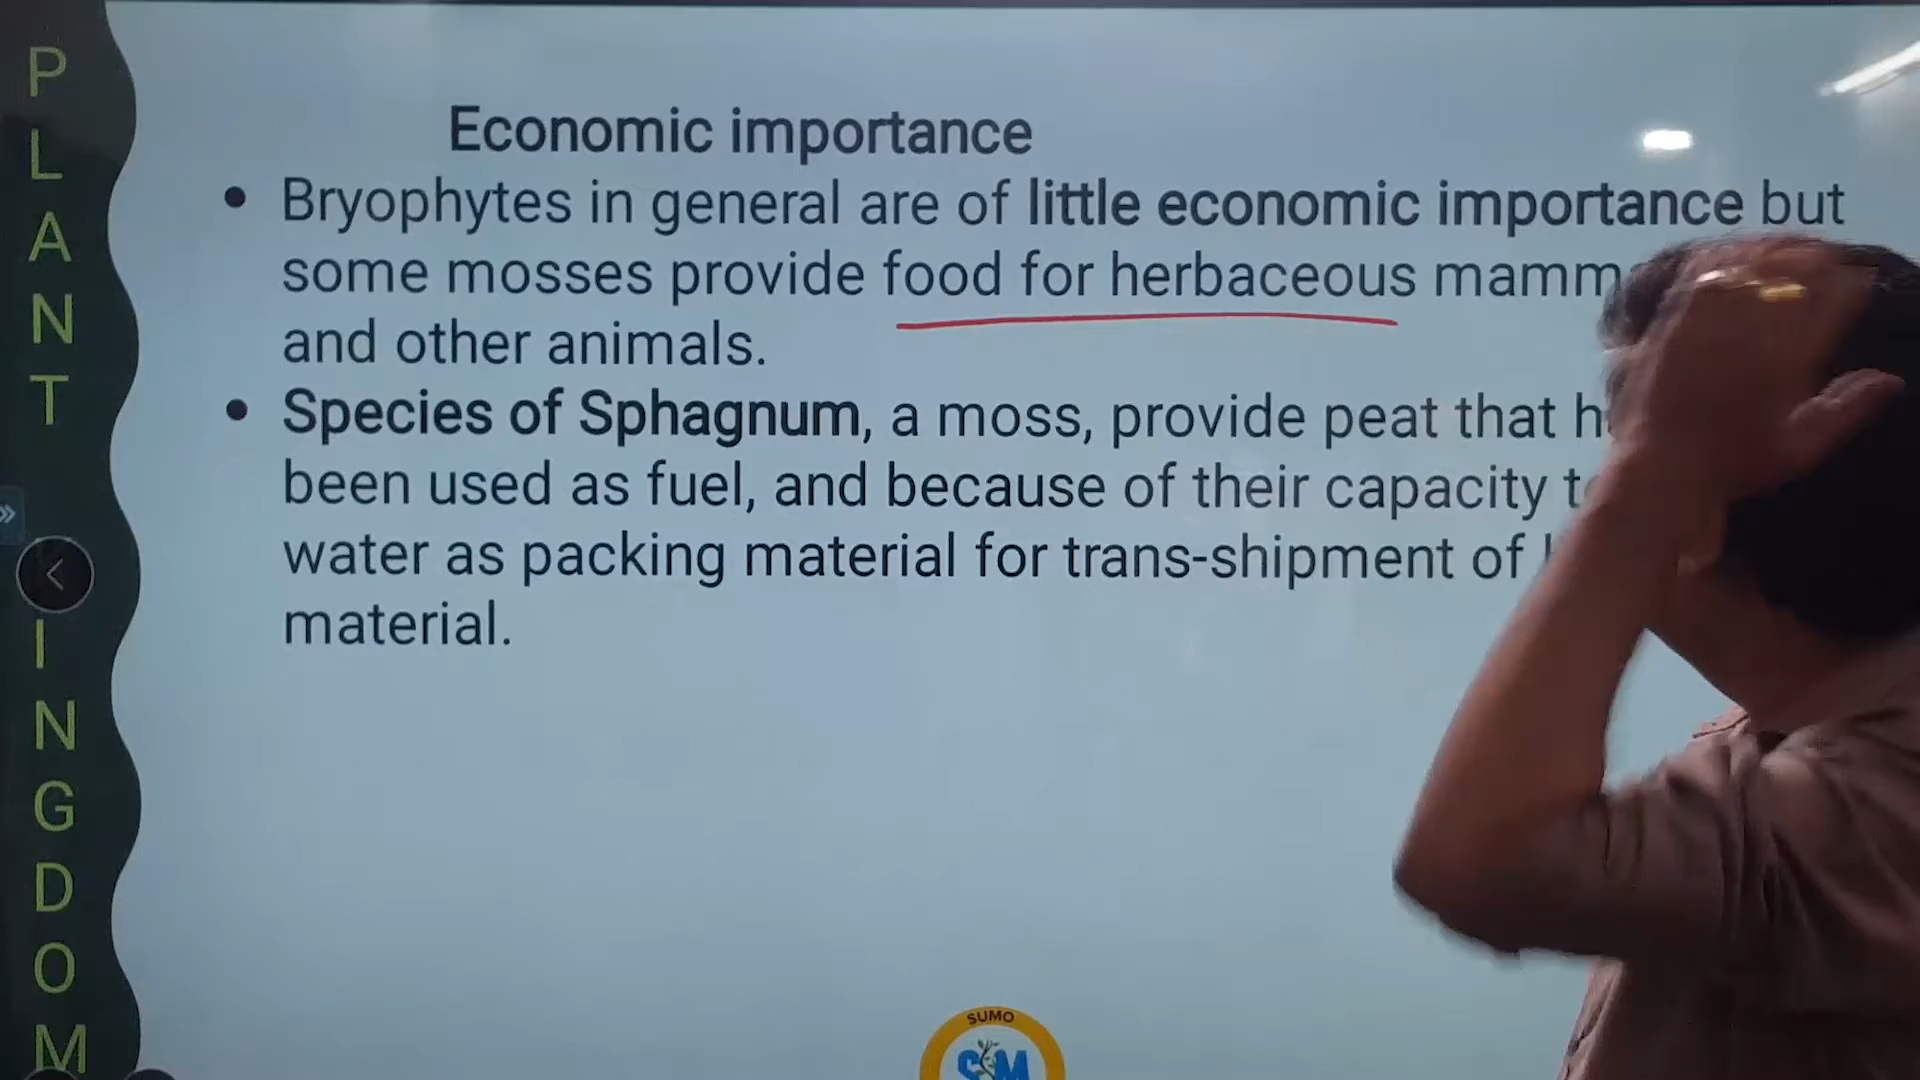 PLANT
INGDOM
Economic importance
• Bryophytes in general are of little economic importance but
some mosses provide food for herbaceous
and other animals.
• Species of Sphagnum, a moss, provide peat that
been used as fuel, and because of their capacity
water as packing material for trans-shipment of
material.
SUMO